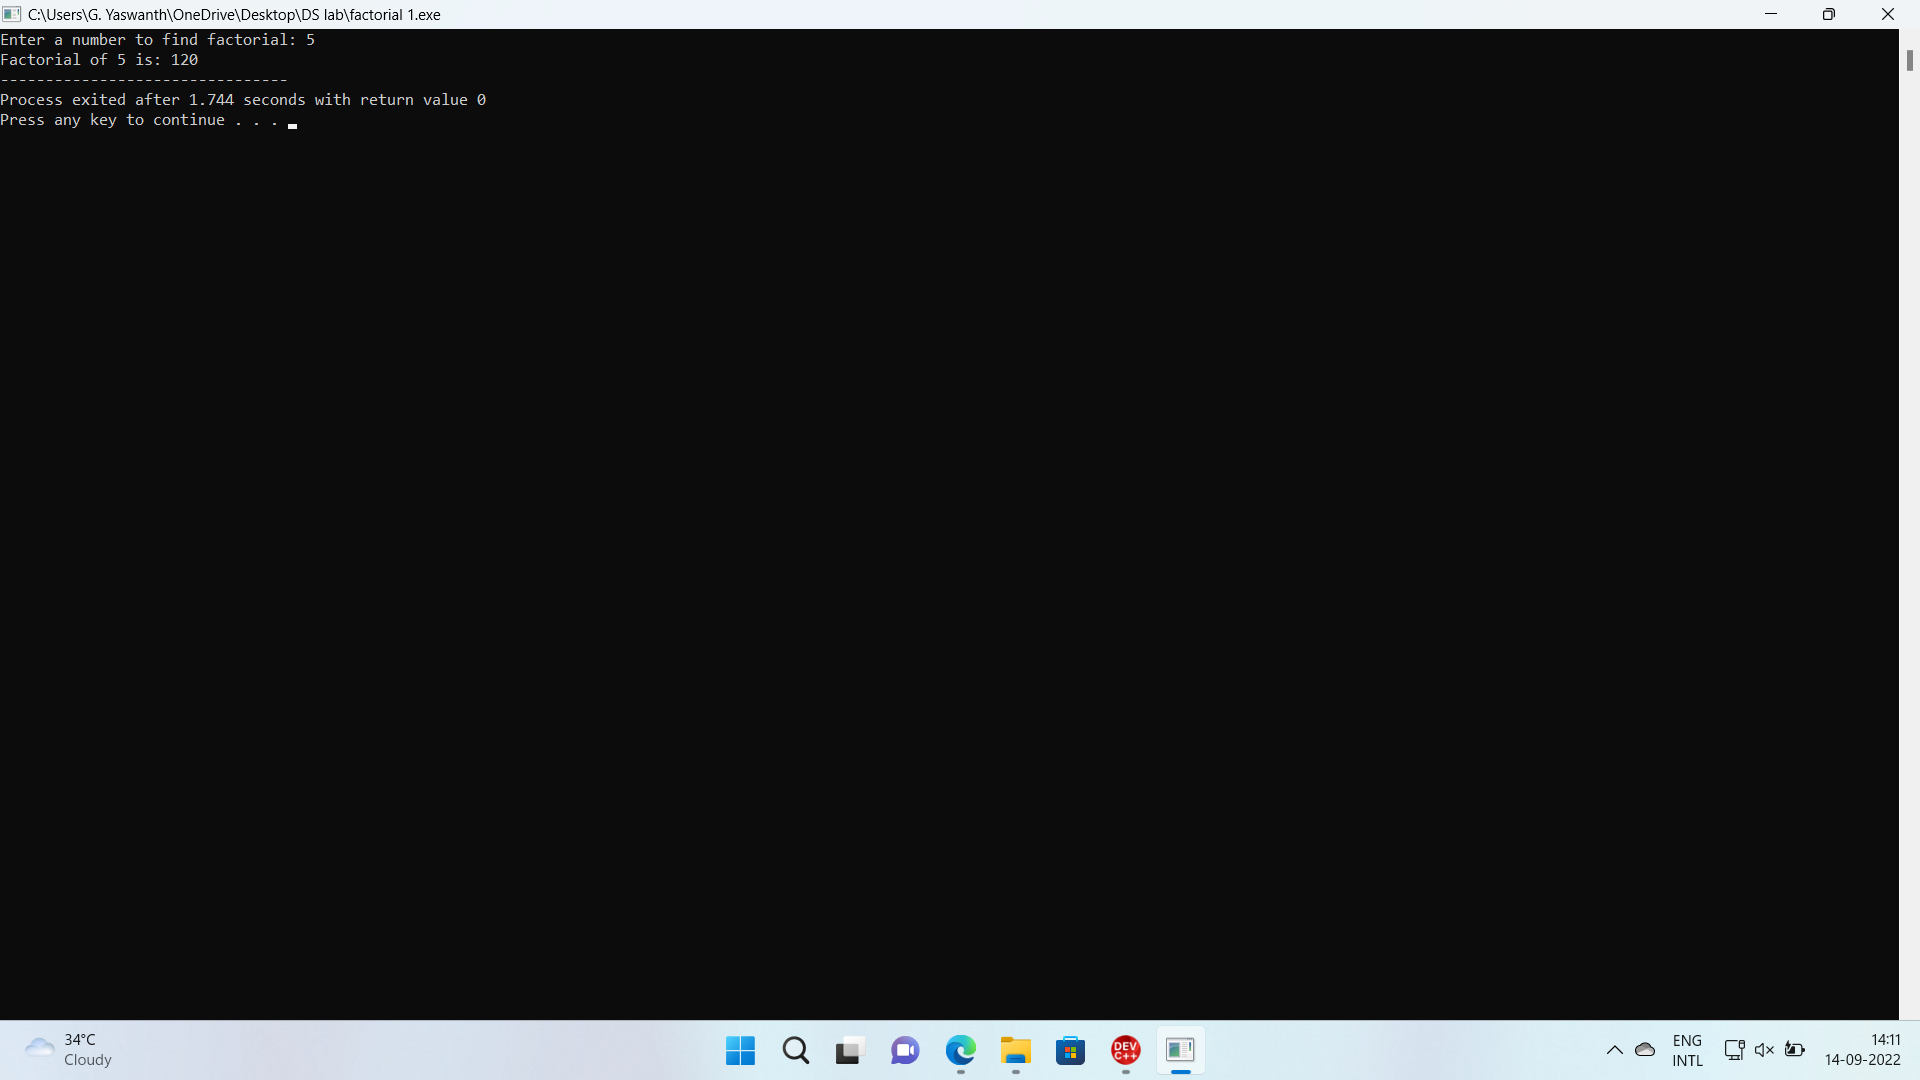 C:\Users\G. Yaswanth\OneDrive\Desktop\DS lab\factorial 1.exe
Enter a number to find factorial: 5
Factorial of 5 is: 120
--------------------------------
Process exited after 1.744 seconds with return value 0
Press any key to continue . . .
34°C
Cloudy
DEV
C++
ENG
INTL
14:11
14-09-2022